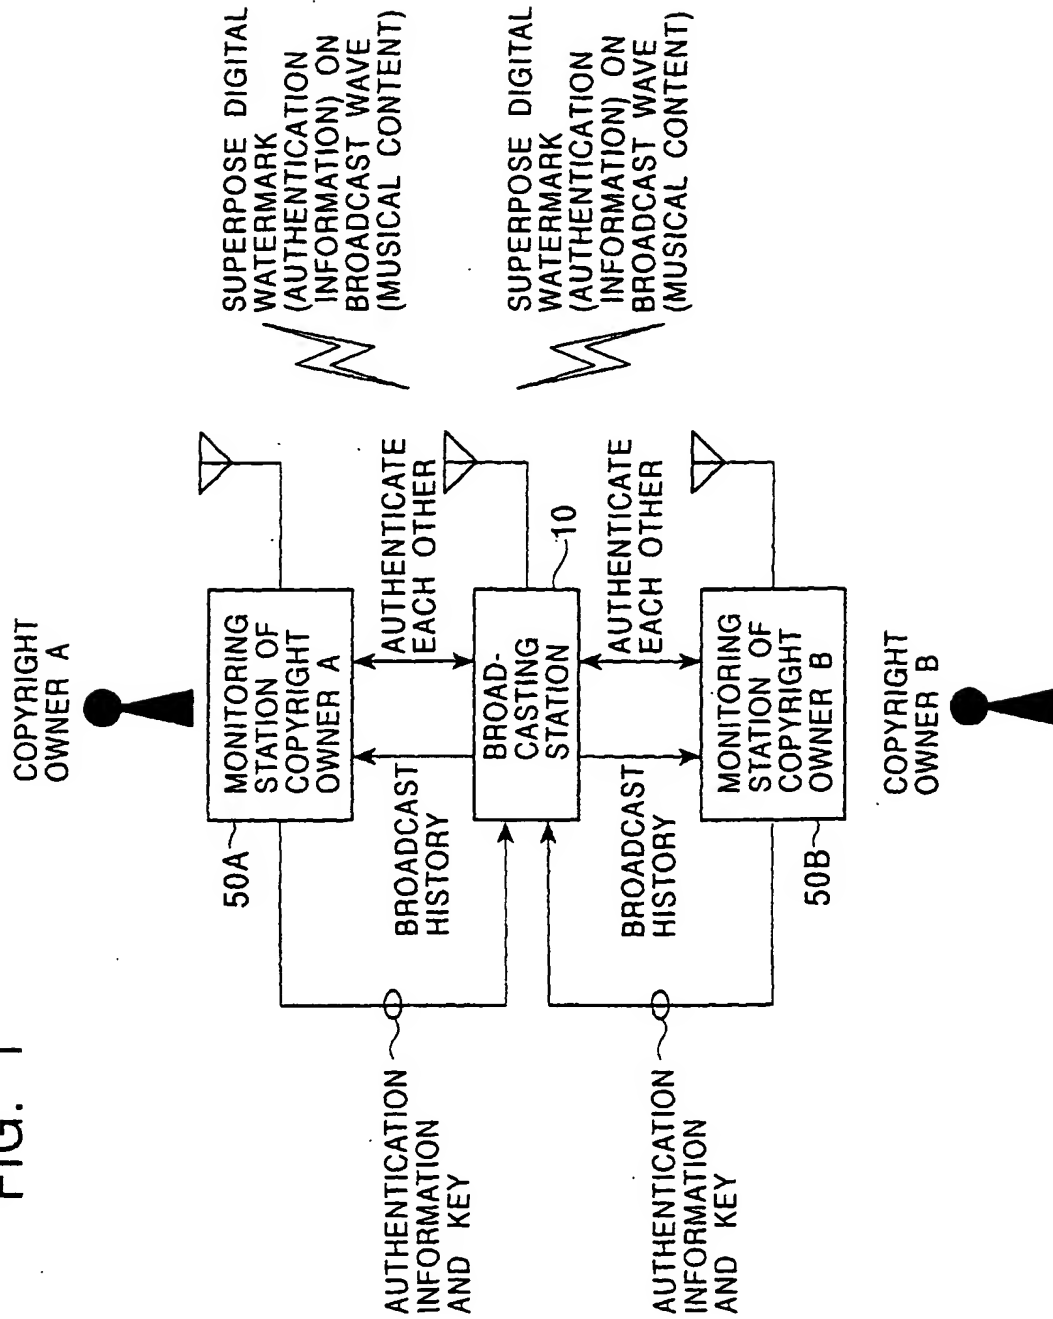 FIG. 1
COPYRIGHT
OWNER A
50A
MONITORING
STATION OF
COPYRIGHT
OWNER A
SUPERPOSE DIGITAL
WATERMARK
(AUTHENTICATION
INFORMATION) ON
BROADCAST WAVE
(MUSICAL CONTENT)
AUTHENTICATION
INFORMATION
AND KEY
BROADCAST
HISTORY
AUTHENTICATE
EACH OTHER
BROAD-
CASTING
STATION
10
SUPERPOSE DIGITAL
WATERMARK
(AUTHENTICATION
INFORMATION) ON
BROADCAST WAVE
(MUSICAL CONTENT)
AUTHENTICATION
INFORMATION
AND KEY
BROADCAST
HISTORY
AUTHENTICATE
EACH OTHER
50B
MONITORING
STATION OF
COPYRIGHT
OWNER B
COPYRIGHT
OWNER B